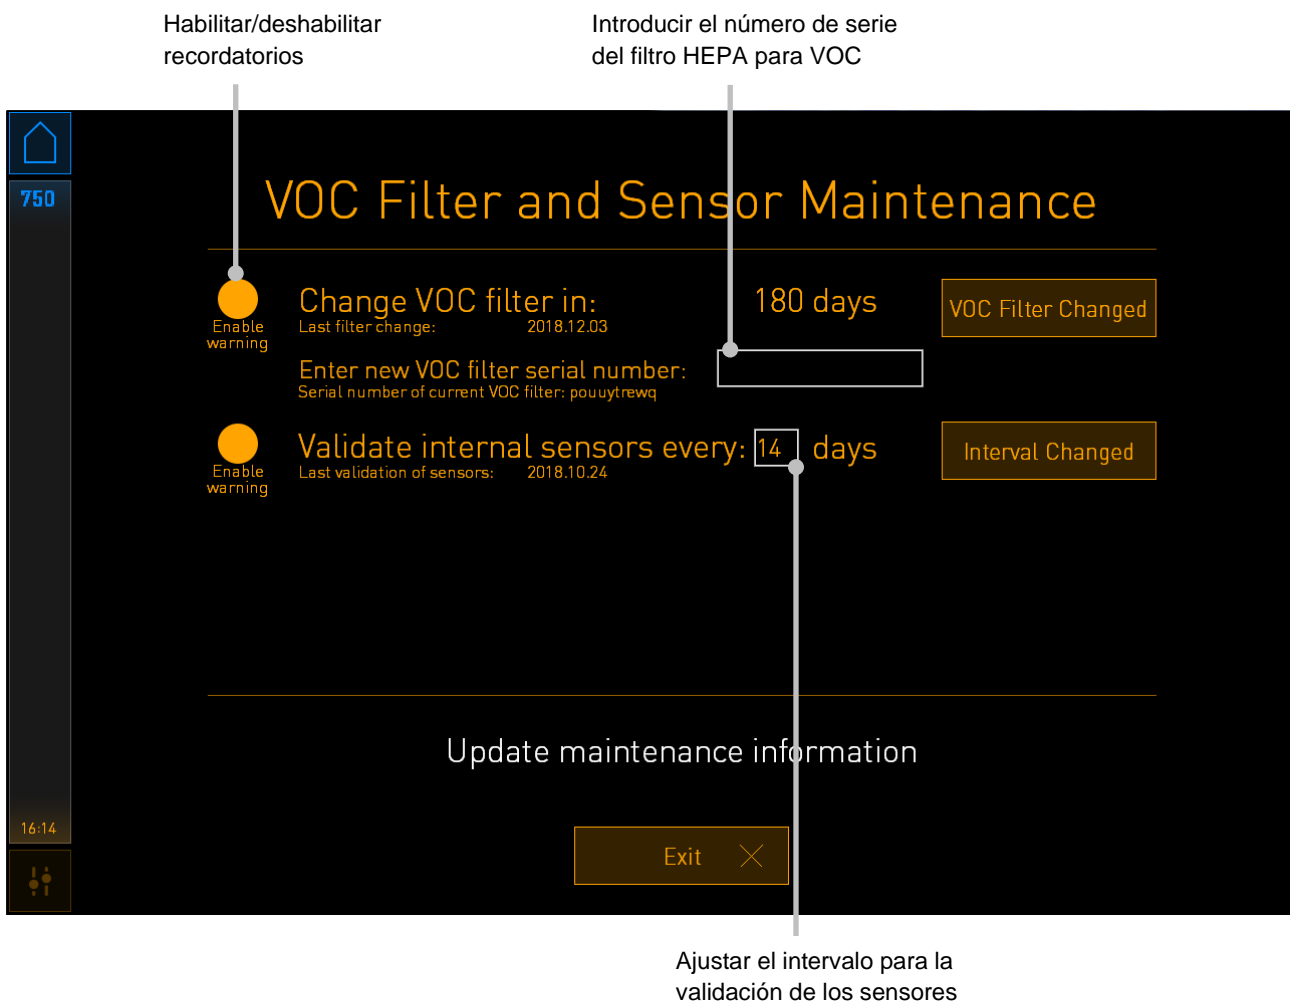 Habilitar/deshabilitar
recordatorios
Introducir el número de serie
del filtro HEPA para VOC
750
VOC Filter and Sensor Maintenance
Change VOC filter in: 180 days
VOC Filter Changed
Enable
warning
Last filter change: 2018.12.03
Enter new VOC filter serial number:
Serial number of current VOC filter: pouuytrewq
Validate internal sensors every: 14 days
Interval Changed
Enable
warning
Last validation of sensors: 2018.10.24
Update maintenance information
16:14
Exit
Ajustar el intervalo para la
validación de los sensores